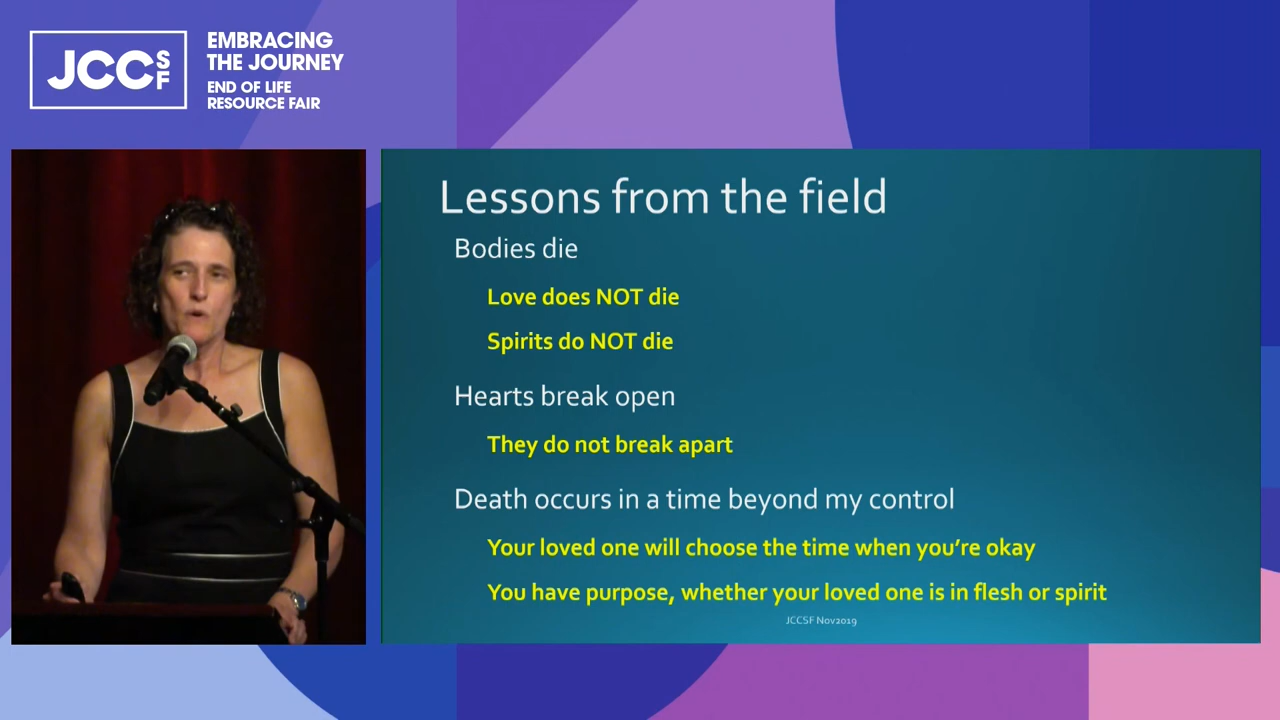 JCCSF
EMBRACING
THE JOURNEY
END OF LIFE
RESOURCE FAIR
Lessons from the field
Bodies die
Love does NOT die
Spirits do NOT die
Hearts break open
They do not break apart
Death occurs in a time beyond my control
Your loved one will choose the time when you're okay
You have purpose, whether your loved one is in flesh or spirit
JCCSF Nov2019